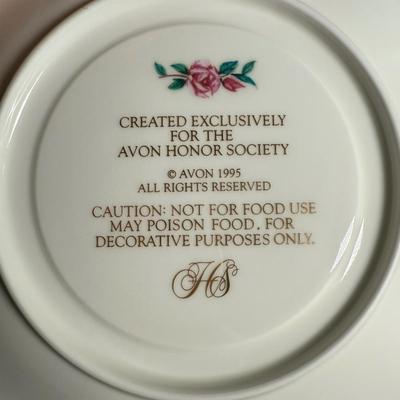 CREATED EXCLUSIVELY
FOR THE
AVON HONOR SOCIETY
© AVON 1995
ALL RIGHTS RESERVED
CAUTION: NOT FOR FOOD USE
MAY POISON FOOD. FOR
DECORATIVE PURPOSES ONLY.
HS